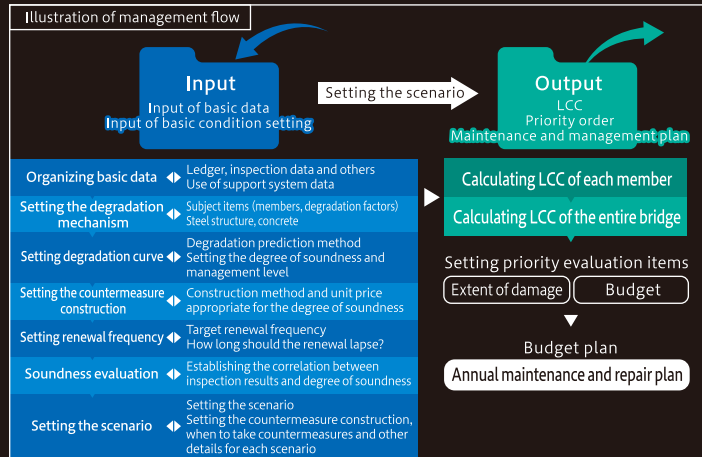 Illustration of management flow
Input
Input of basic data
Input of basic condition setting
Setting the scenario
Output
LCC
Priority order
Maintenance and management plan
Organizing basic data
Ledger, inspection data and others
Use of support system data
Setting the degradation
mechanism
Subject items (members, degradation factors)
Steel structure, concrete
Setting degradation curve
Degradation prediction method
Setting the degree of soundness and
management level
Setting the countermeasure
construction
Construction method and unit price
appropriate for the degree of soundness
Setting renewal frequency
Target renewal frequency
How long should the renewal lapse?
Soundness evaluation
Establishing the correlation between
inspection results and degree of soundness
Setting the scenario
Setting the scenario
Setting the countermeasure construction,
when to take countermeasures and other
details for each scenario
Calculating LCC of each member
Calculating LCC of the entire bridge
Setting priority evaluation items
Extent of damage
Budget
Budget plan
Annual maintenance and repair plan